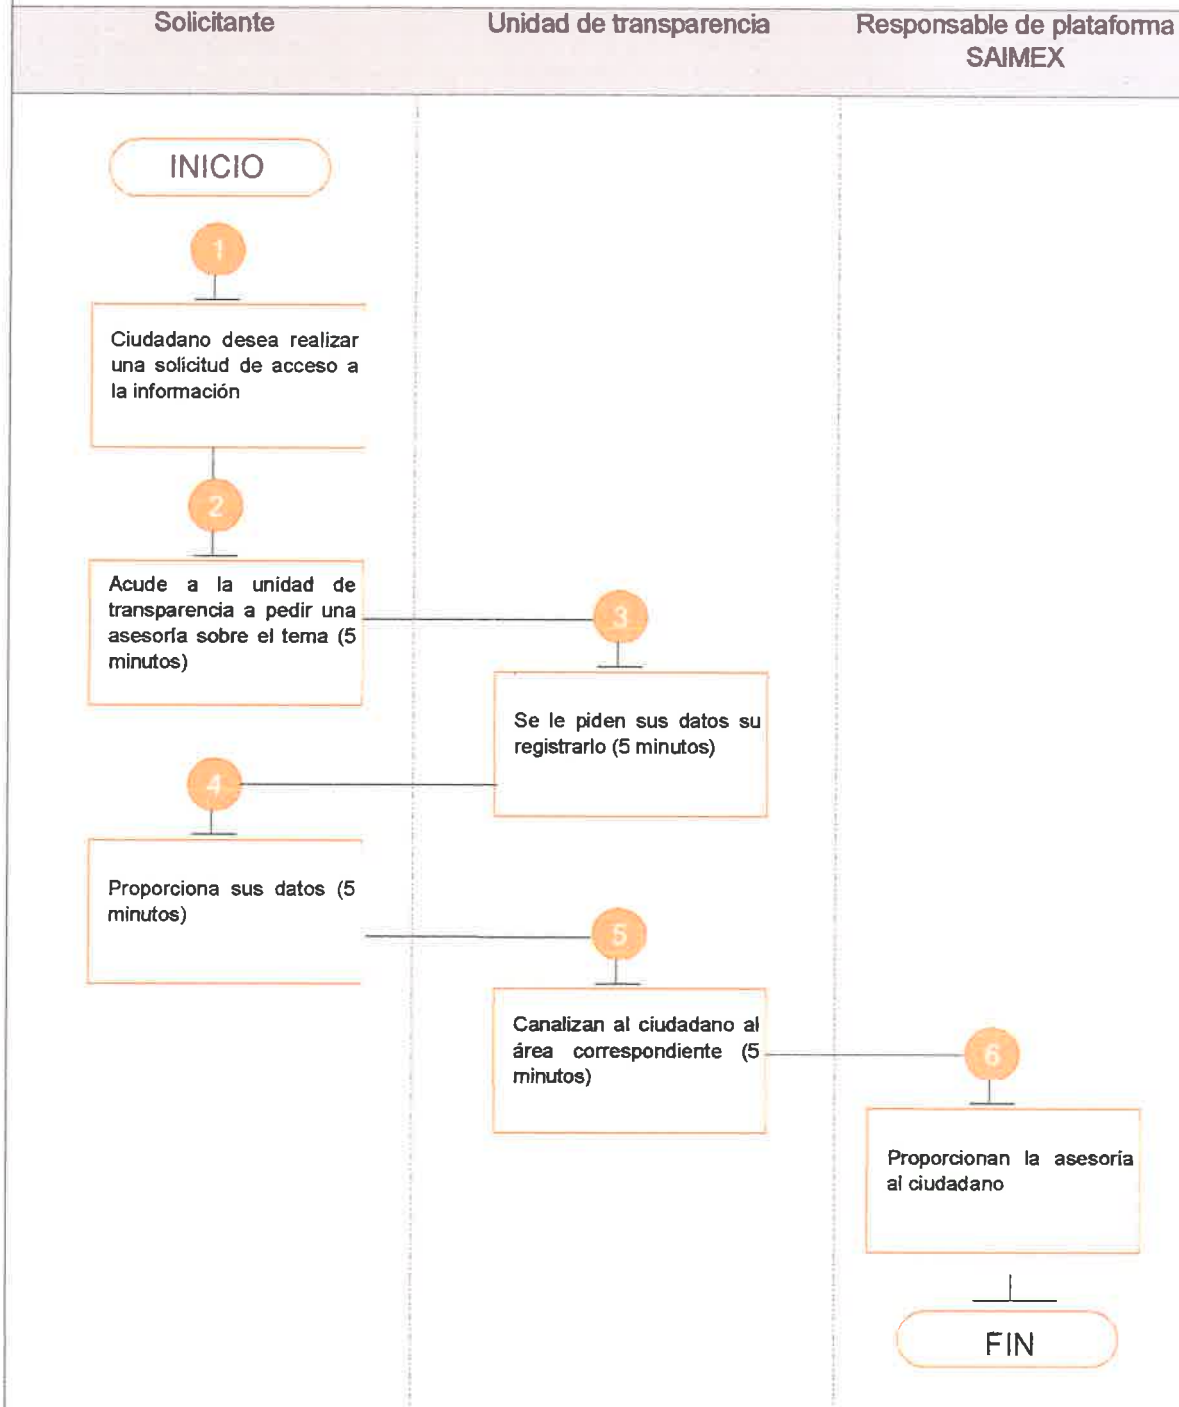 Solicitante
Unidad de transparencia
Responsable de plataforma
SAIMEX
INICIO
1
Ciudadano desea realizar
una solicitud de acceso a
la información
2
Acude a la unidad de
transparencia a pedir una
asesoría sobre el tema (5
minutos)
3
Se le piden sus datos su
registrarlo (5 minutos)
4
Proporciona sus datos (5
minutos)
5
Canalizan al ciudadano al
área correspondiente (5
minutos)
6
Proporcionan la asesoría
al ciudadano
FIN